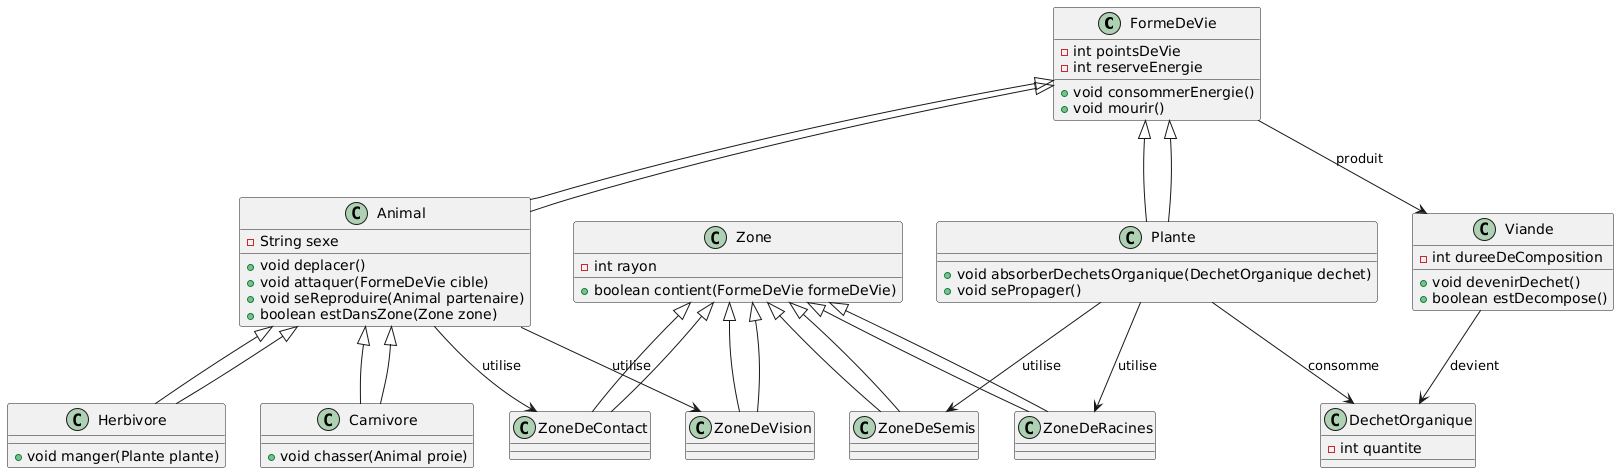 C FormeDeVie
int pointsDeVie
int reserveEnergie
void consommerEnergie()
void mourir()
produit
C Animal
String sexe
void deplacer()
void attaquer(FormeDeVie cible)
void seReproduire(Animal partenaire)
boolean estDansZone(Zone zone)
C Zone
int rayon
boolean contient(FormeDeVie formeDeVie)
C Plante
void absorberDechetsOrganique(DechetOrganique dechet)
void sePropager()
C Viande
int dureeDeComposition
void devenirDechet()
boolean estDecompose()
utilise
utilise
utilise
utilise
consomme
devient
C Herbivore
void manger(Plante plante)
C Carnivore
void chasser(Animal proie)
C ZoneDeContact
C ZoneDeVision
C ZoneDeSemis
C ZoneDeRacines
C DechetOrganique
int quantite